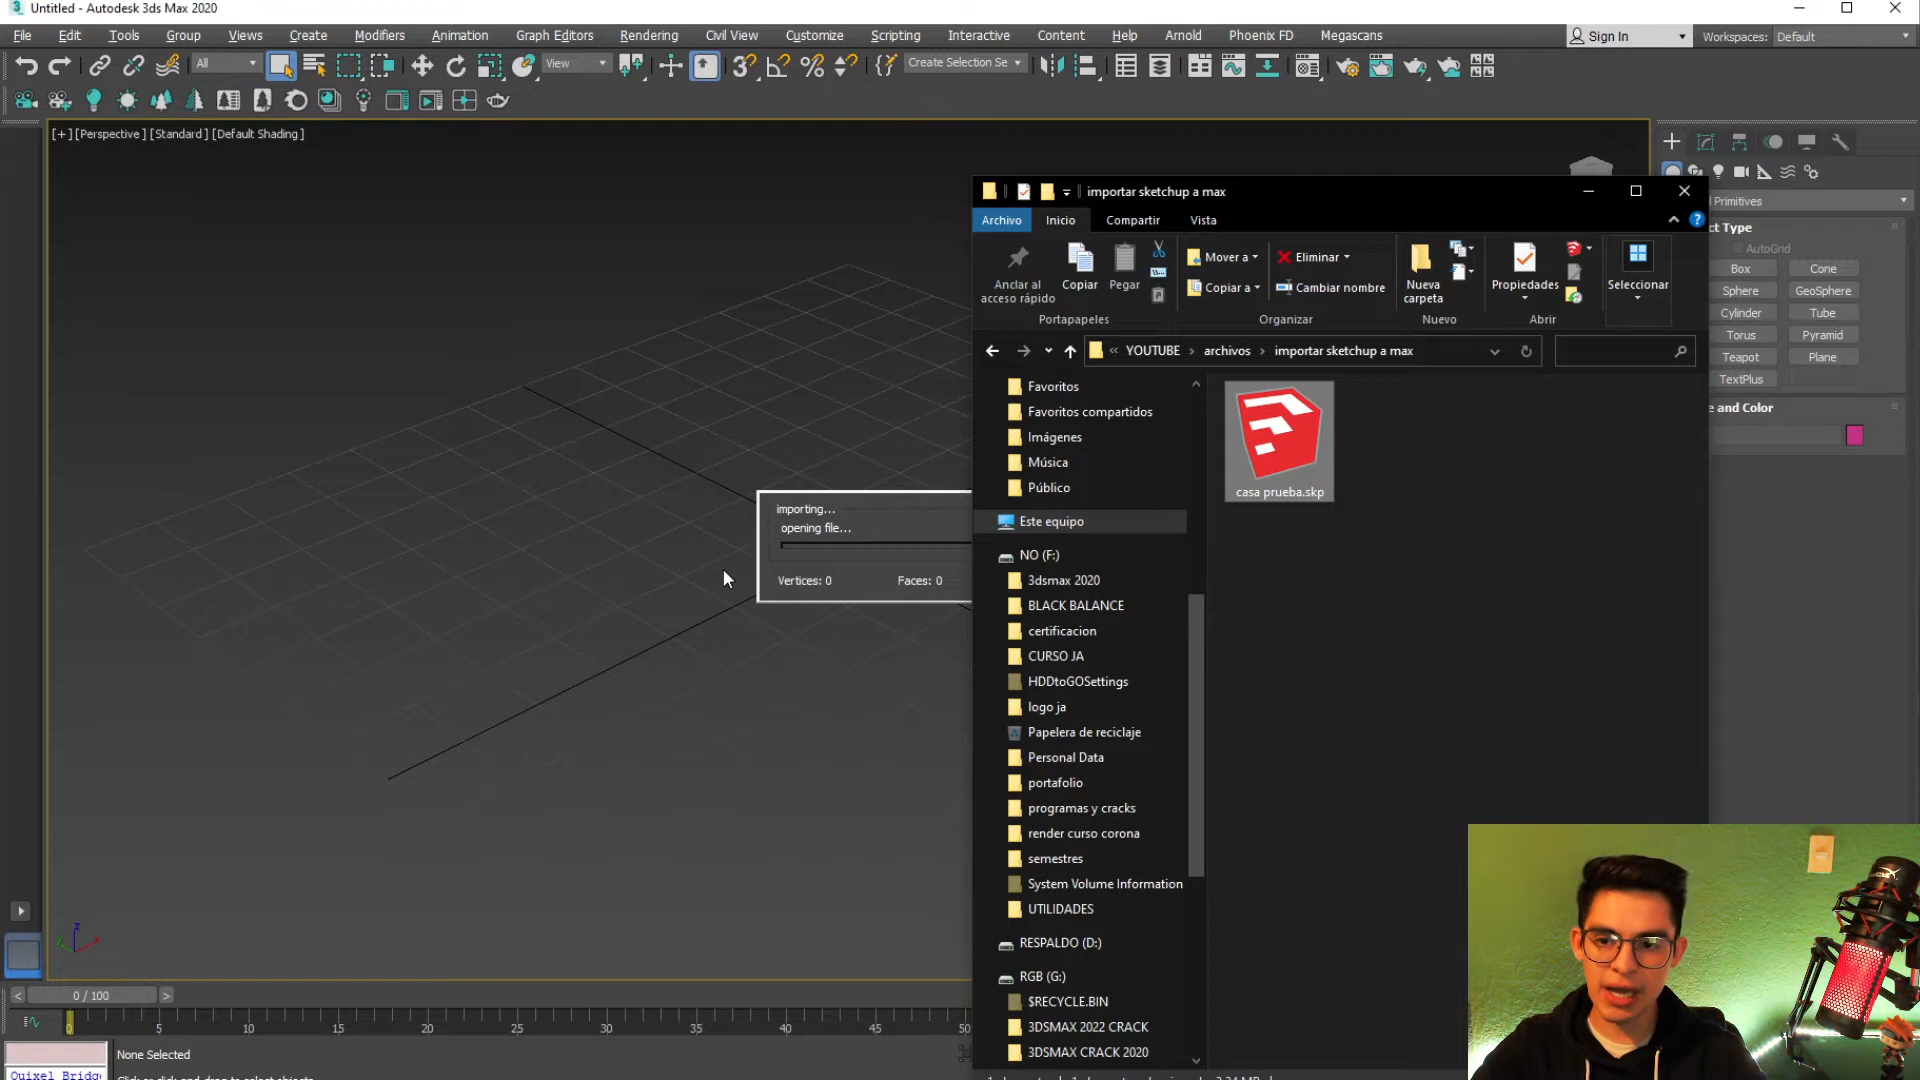 Untitled - Autodesk 3ds Max 2020
File Edit Tools Group Views Create Modifiers Animation Graph Editors Rendering Civil View Customize Scripting Interactive Content Help Arnold Phoenix FD Megascans
Sign In Workspaces: Default
All View Create Selection Se
[+] [Perspective ] [Standard ] [Default Shading ]
importar sketchup a max
Archivo Inicio Compartir Vista
Mover a Eliminar
Anclar al acceso rápido Copiar Pegar Copiar a Cambiar nombre Nueva carpeta Propiedades Seleccionar
Portapapeles Organizar Nuevo Abrir
YOUTUBE archivos importar sketchup a max
Favoritos
Favoritos compartidos
Imágenes
Música
Público
Este equipo
NO (F:)
3dsmax 2020
BLACK BALANCE
certificacion
CURSO JA
HDDtoGOSettings
logo ja
Papelera de reciclaje
Personal Data
portafolio
programas y cracks
render curso corona
semestres
System Volume Information
UTILIDADES
RESPALDO (D:)
RGB (G:)
$RECYCLE.BIN
3DSMAX 2022 CRACK
3DSMAX CRACK 2020
casa prueba.skp
importing...
opening file...
Vertices: 0 Faces: 0
Primitives
ct Type
AutoGrid
Box Cone
Sphere GeoSphere
Cylinder Tube
Torus Pyramid
Teapot Plane
TextPlus
e and Color
z
y x
< 0 / 100 >
0 5 10 15 20 25 30 35 40 45 50
None Selected
Quixel Bridg